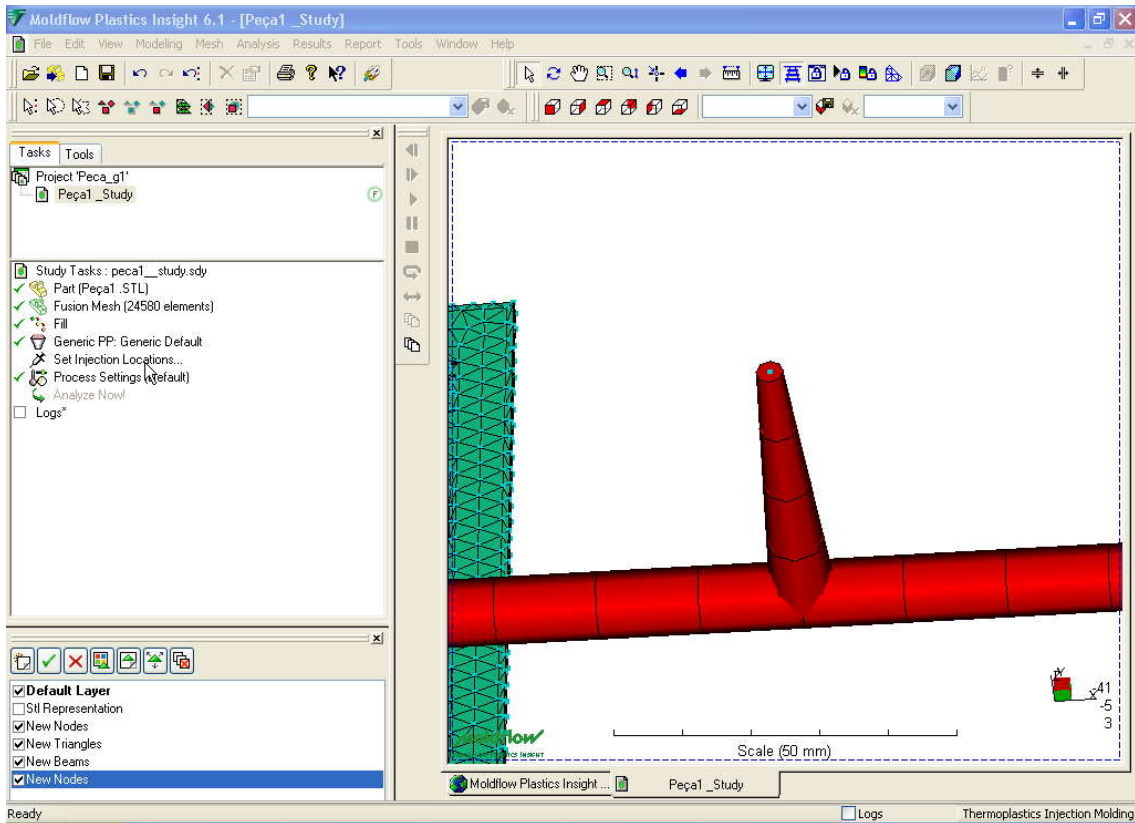 Moldflow Plastics Insight 6.1 - [Peça1 _Study]
File Edit View Modeling Mesh Analysis Results Report Tools Window Help
Tasks Tools
Project 'Peca_g1'
Peça1 _Study
F
Study Tasks : peca1__study.sdy
Part (Peça1 .STL)
Fusion Mesh (24580 elements)
Fill
Generic PP: Generic Default
Set Injection Locations...
Process Settings
Analyze Now!
Logs*
Default Layer
Stl Representation
New Nodes
New Triangles
New Beams
New Nodes
Y
X
-41
-5
3
Scale (50 mm)
Moldflow Plastics Insight ...
Peça1 _Study
Ready
Logs
Thermoplastics Injection Molding